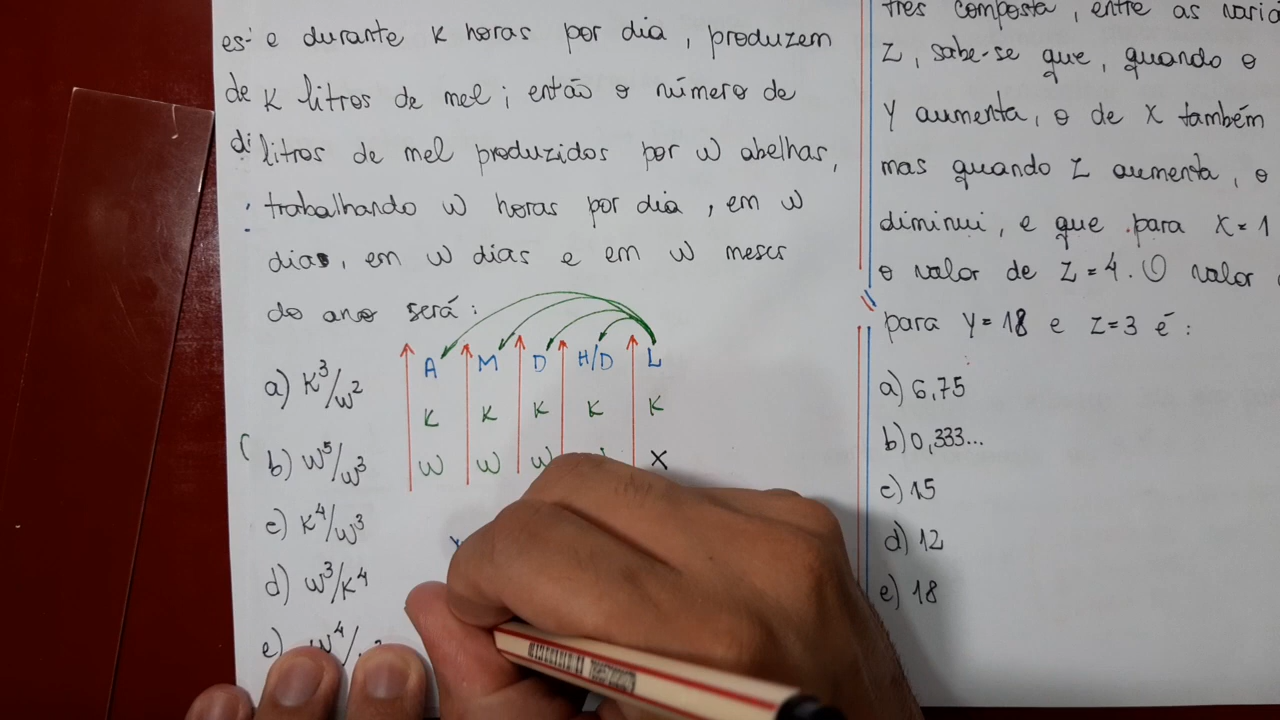 es- e durante K horas por dia, produzem
de K litros de mel; então o número de
di litros de mel produzidos por W abelhas,
trabalhando W horas por dia, em W
dias, em W dias e em W meses
do ano será:
A M D H/D L
K K K K K
W W W X
a) K³/W²
b) W⁵/W³
c) K⁴/W³
d) W³/K⁴
e) W⁴/
três composta, entre as
Z, sabe-se que, quando o
Y aumenta, o de X também
mas quando Z aumenta, o
diminui, e que para X=1
o valor de Z=4. O valor
para Y=18 e Z=3 é:
a) 6,75
b) 0,333...
c) 15
d) 12
e) 18